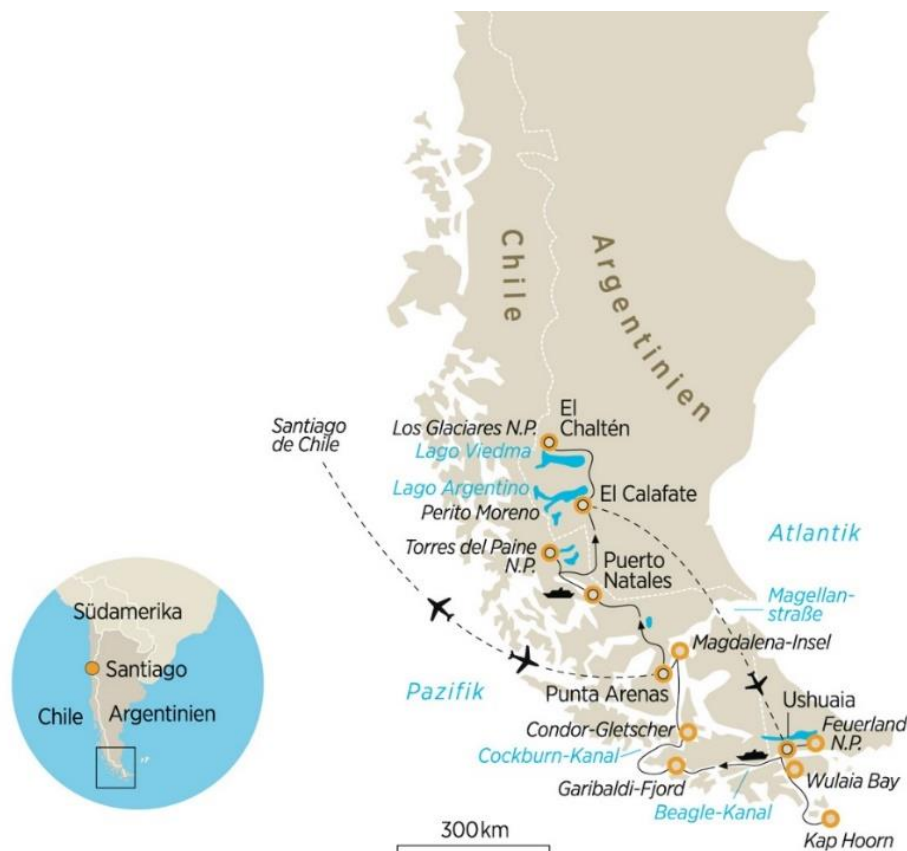 Chile
Argentinien
Santiago
de Chile
El
Chaltén
Los Glaciares N.P.
Lago Viedma
Lago Argentino
El Calafate
Perito Moreno
Torres del Paine
N.P.
Puerto
Natales
Atlantik
Magellan-
straße
Magdalena-Insel
Pazifik
Punta Arenas
Ushuaia
Feuerland
N.P.
Condor-Gletscher
Cockburn-Kanal
Garibaldi-Fjord
Beagle-Kanal
Wulaia Bay
Kap Hoorn
300 km
Südamerika
Santiago
Chile
Argentinien